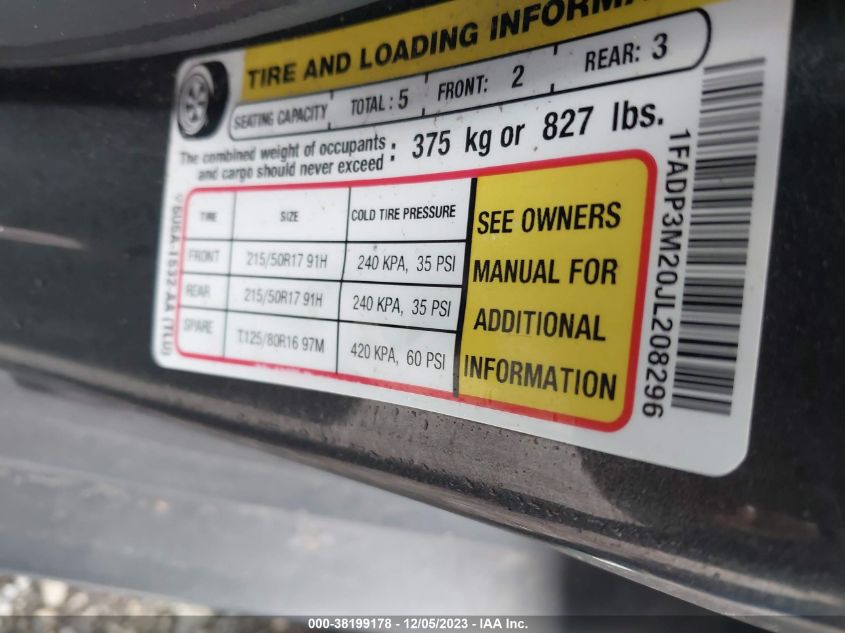 TIRE AND LOADING INFORMA
SEATING CAPACITY TOTAL: 5 FRONT: 2 REAR: 3
The combined weight of occupants
and cargo should never exceed : 375 kg or 827 lbs.
TIRE SIZE COLD TIRE PRESSURE
FRONT 215/50R17 91H 240 KPA, 35 PSI
REAR 215/50R17 91H 240 KPA, 35 PSI
SPARE T125/80R16 97M 420 KPA, 60 PSI
SEE OWNERS
MANUAL FOR
ADDITIONAL
INFORMATION
1FADP3M20JL208296
1532-AA (TLU)
000-38199178 - 12/05/2023 - IAA Inc.